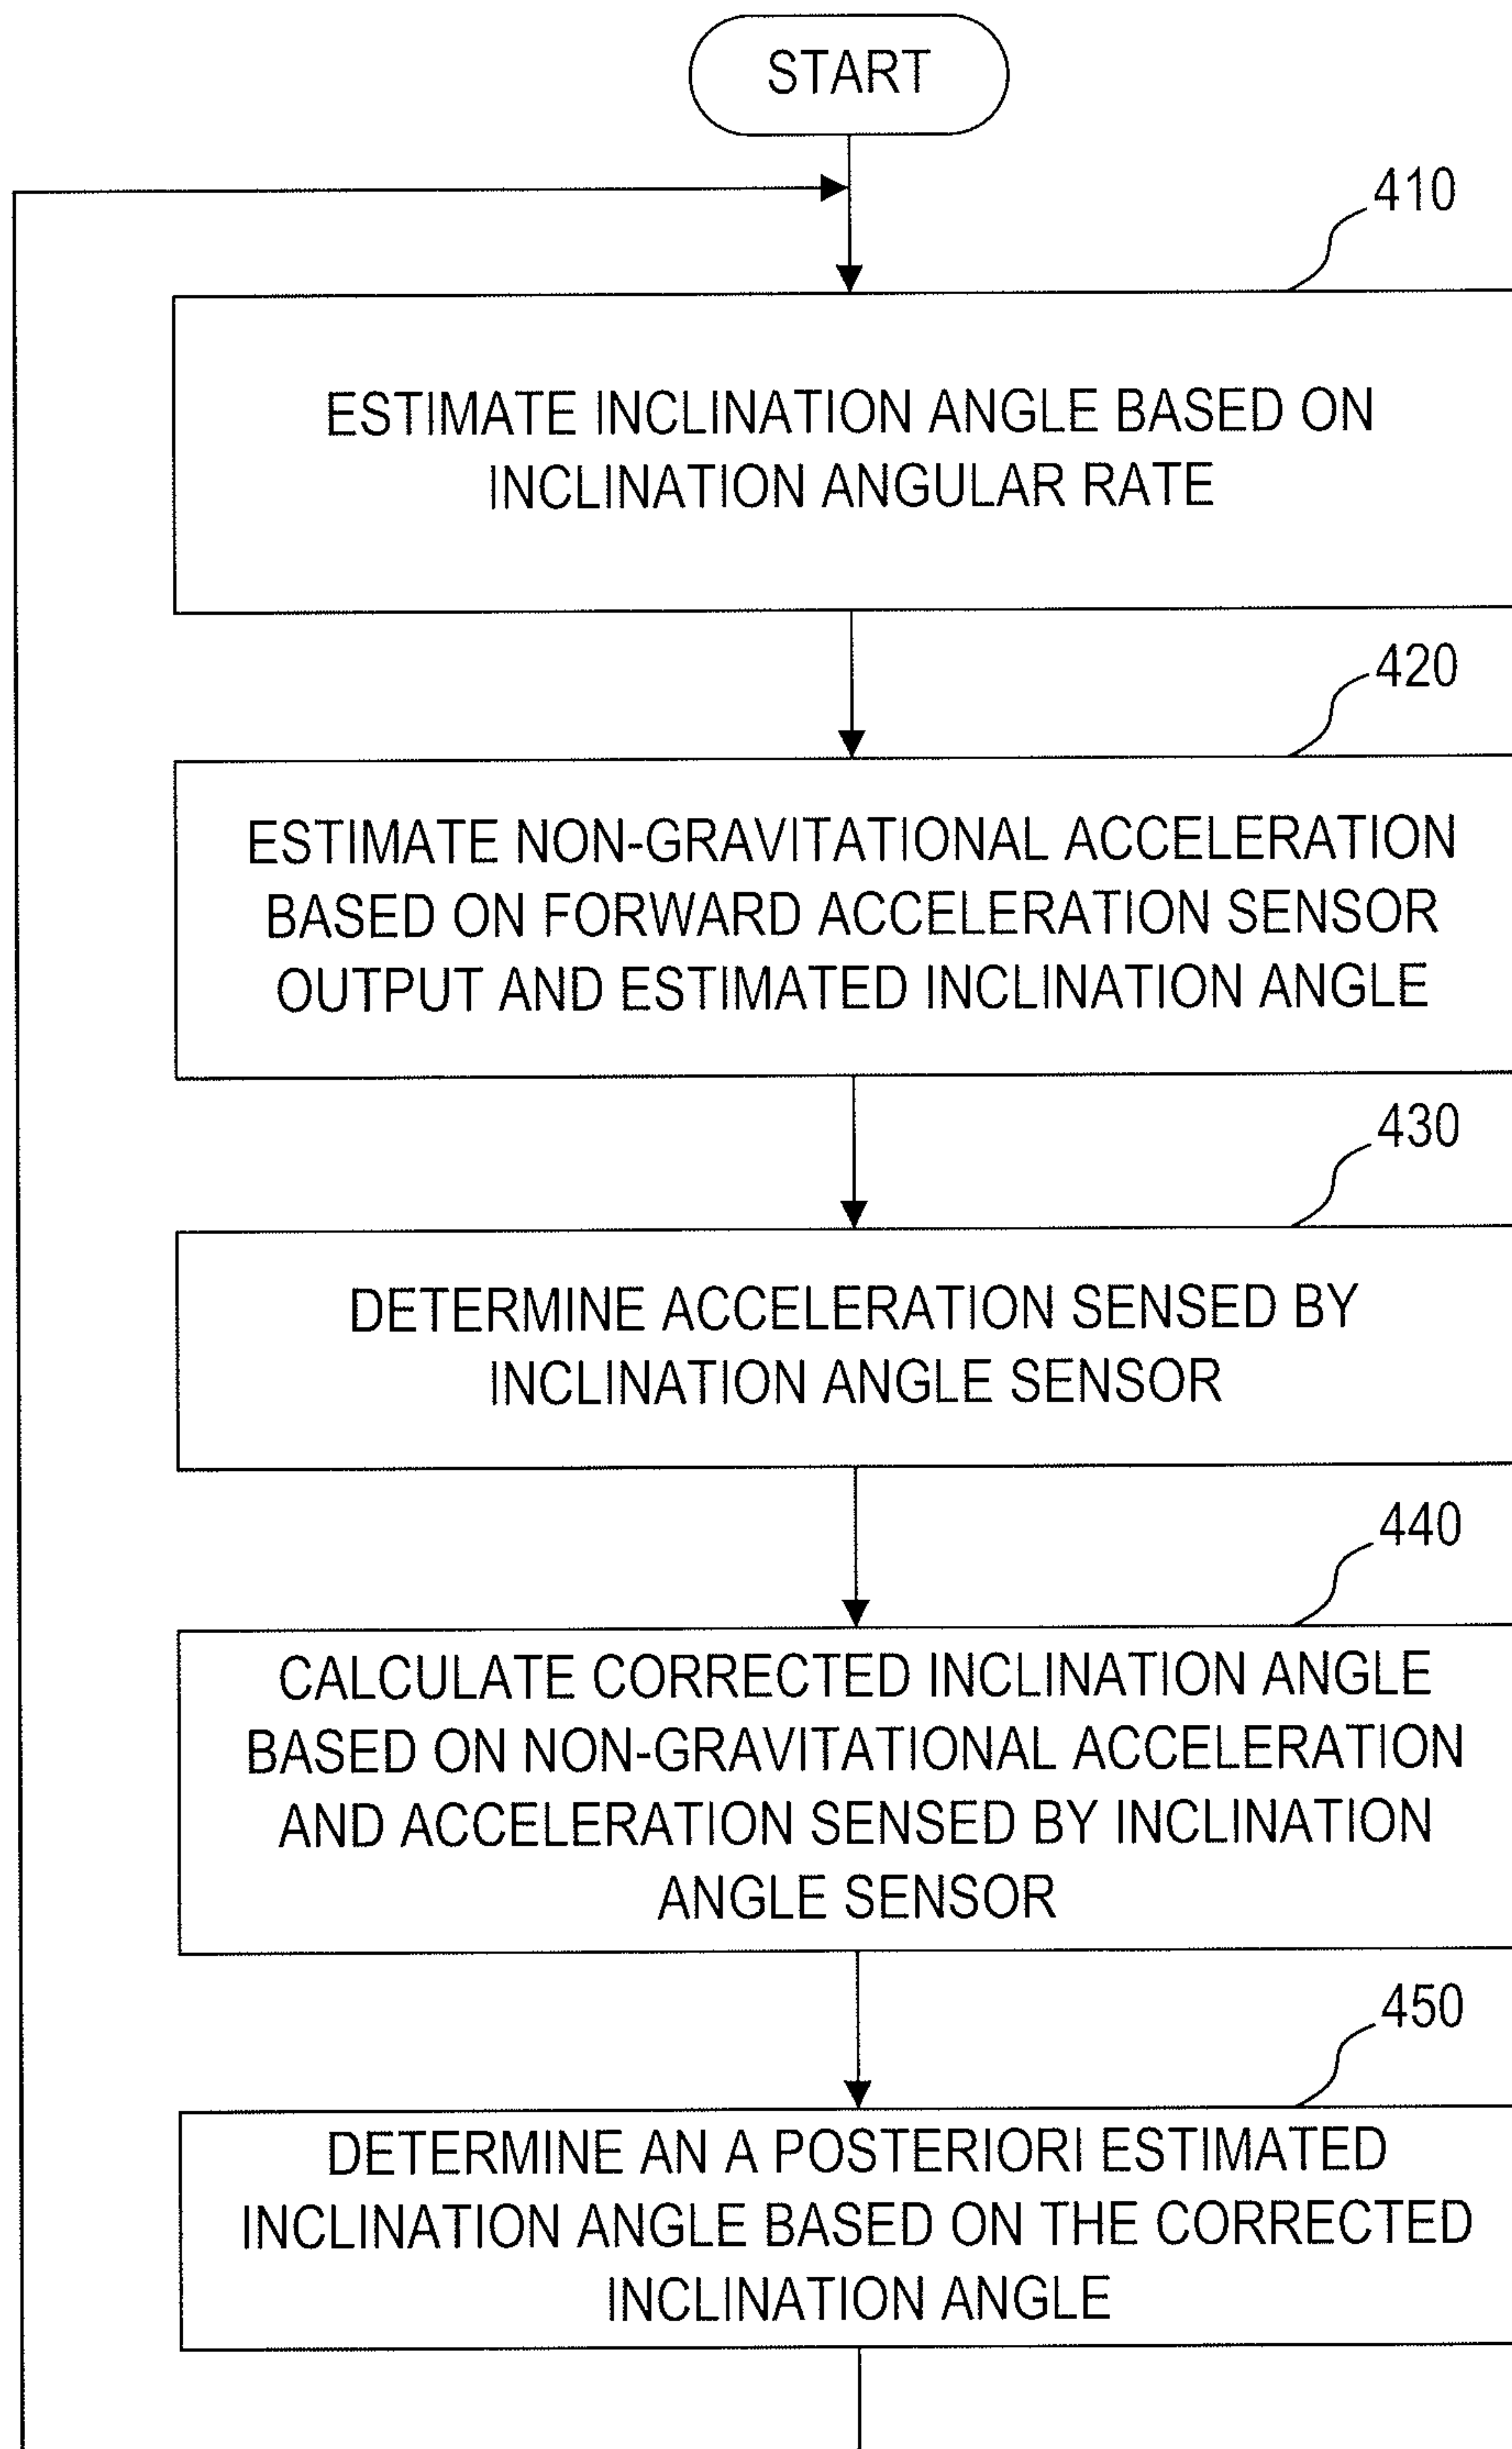 START
410
ESTIMATE INCLINATION ANGLE BASED ON
INCLINATION ANGULAR RATE
420
ESTIMATE NON-GRAVITATIONAL ACCELERATION
BASED ON FORWARD ACCELERATION SENSOR
OUTPUT AND ESTIMATED INCLINATION ANGLE
430
DETERMINE ACCELERATION SENSED BY
INCLINATION ANGLE SENSOR
440
CALCULATE CORRECTED INCLINATION ANGLE
BASED ON NON-GRAVITATIONAL ACCELERATION
AND ACCELERATION SENSED BY INCLINATION
ANGLE SENSOR
450
DETERMINE AN A POSTERIORI ESTIMATED
INCLINATION ANGLE BASED ON THE CORRECTED
INCLINATION ANGLE